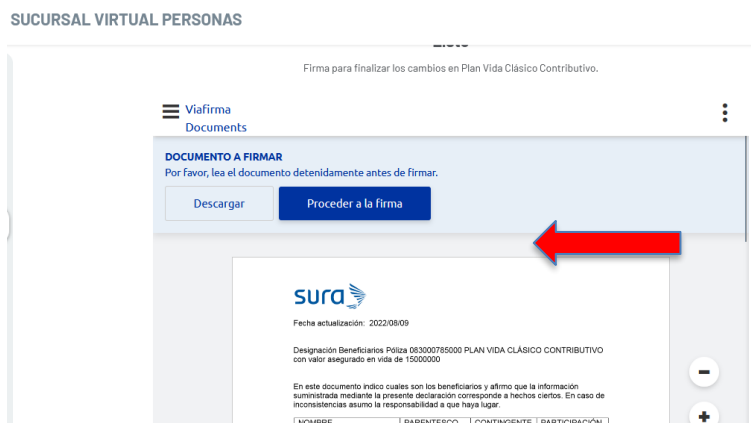 SUCURSAL VIRTUAL PERSONAS
Firma para finalizar los cambios en Plan Vida Clásico Contributivo.
Viafirma
Documents
DOCUMENTO A FIRMAR
Por favor, lea el documento detenidamente antes de firmar.
Descargar
Proceder a la firma
sura
Fecha actualización: 2022/08/09
Designación Beneficiarios Póliza 083000785000 PLAN VIDA CLÁSICO CONTRIBUTIVO
con valor asegurado en vida de 15000000
En este documento indico cuales son los beneficiarios y afirmo que la información
suministrada mediante la presente declaración corresponde a hechos ciertos. En caso de
inconsistencias asumo la responsabilidad a que haya lugar.
NOMBRE PARENTESCO CONTINGENTE PARTICIPACIÓN